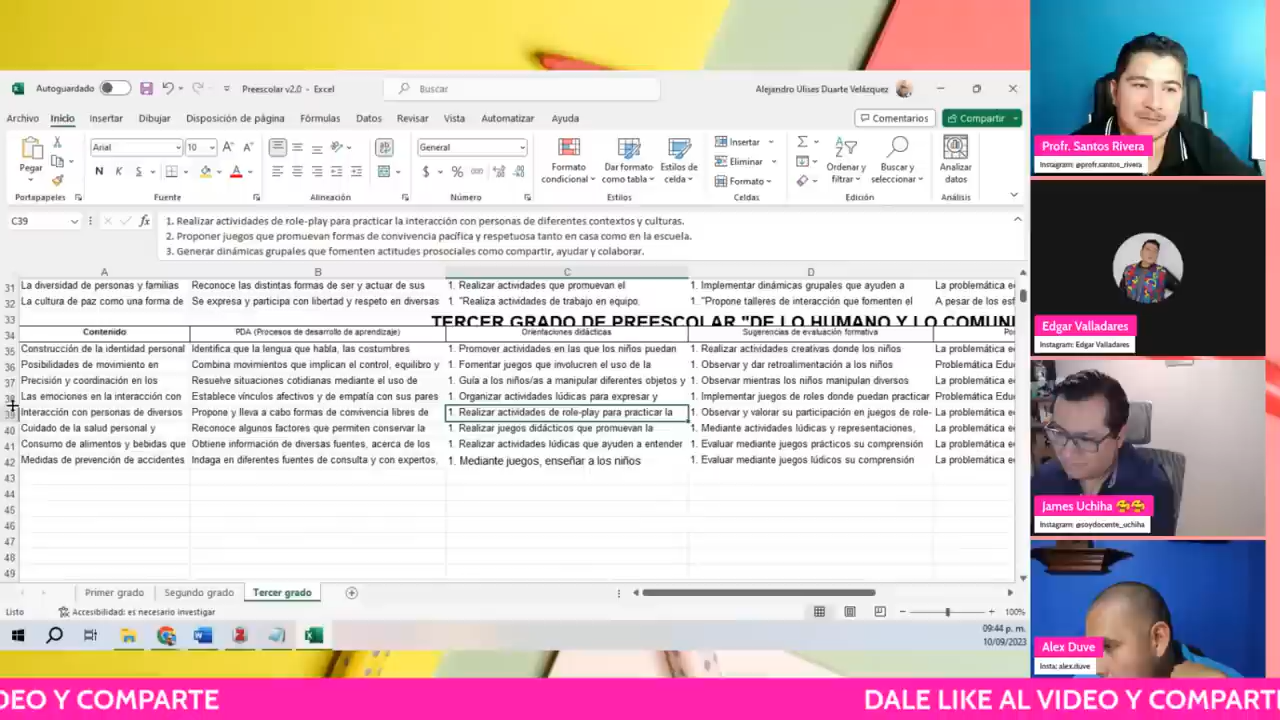 Autoguardado
Preescolar v2.0 - Excel
Buscar
Alejandro Ulises Duarte Velázquez
Archivo Inicio Insertar Dibujar Disposición de página Fórmulas Datos Revisar Vista Automatizar Ayuda
Comentarios Compartir
Arial 10 General
Pegar
N K S
Formato condicional
Dar formato como tabla
Estilos de celda
Insertar
Eliminar
Formato
Ordenar y filtrar
Buscar y seleccionar
Analizar datos
Portapapeles Fuente Alineación Número Estilos Celdas Edición Análisis
C39
1. Realizar actividades de role-play para practicar la interacción con personas de diferentes contextos y culturas.
2. Proponer juegos que promuevan formas de convivencia pacífica y respetuosa tanto en casa como en la escuela.
3. Generar dinámicas grupales que fomenten actitudes prosociales como compartir, ayudar y colaborar.
A B C D
31 La diversidad de personas y familias Reconoce las distintas formas de ser y actuar de sus 1. Realizar actividades que promuevan el 1. Implementar dinámicas grupales que ayuden a La problemática e
32 La cultura de paz como una forma de Se expresa y participa con libertad y respeto en diversas 1. "Realiza actividades de trabajo en equipo. 1. "Propone talleres de interacción que fomenten el A pesar de los esf
33 TERCER GRADO DE PREESCOLAR "DE LO HUMANO Y LO COMUNI
34 Contenido PDA (Procesos de desarrollo de aprendizaje) Orientaciones didácticas Sugerencias de evaluación formativa
35 Construcción de la identidad personal Identifica que la lengua que habla, las costumbres 1. Promover actividades en las que los niños puedan 1. Realizar actividades creativas donde los niños La problemática e
36 Posibilidades de movimiento en Combina movimientos que implican el control, equilibrio y 1. Fomentar juegos que involucren el uso de la 1. Observar y dar retroalimentación a los niños Problemática Edu
37 Precisión y coordinación en los Resuelve situaciones cotidianas mediante el uso de 1. Guía a los niños/as a manipular diferentes objetos y 1. Observar mientras los niños manipulan diversos La problemática e
38 Las emociones en la interacción con Establece vínculos afectivos y de empatía con sus pares 1. Organizar actividades lúdicas para expresar y 1. Implementar juegos de roles donde puedan practicar Problemática Edu
39 Interacción con personas de diversos Propone y lleva a cabo formas de convivencia libres de 1. Realizar actividades de role-play para practicar la 1. Observar y valorar su participación en juegos de role- La problemática e
40 Cuidado de la salud personal y Reconoce algunos factores que permiten conservar la 1. Realizar juegos didácticos que promuevan la 1. Mediante actividades lúdicas y representaciones, La problemática e
41 Consumo de alimentos y bebidas que Obtiene información de diversas fuentes, acerca de los 1. Realizar actividades lúdicas que ayuden a entender 1. Evaluar mediante juegos prácticos su comprensión La problemática e
42 Medidas de prevención de accidentes Indaga en diferentes fuentes de consulta y con expertos, 1. Mediante juegos, enseñar a los niños 1. Evaluar mediante juegos lúdicos su comprensión La problemática e
43
44
45
46
47
48
49
Primer grado Segundo grado Tercer grado
Listo Accesibilidad: es necesario investigar 100%
09:44 p. m.
10/09/2023
Profr. Santos Rivera
Instagram: @profr.santos_rivera
Edgar Valladares
Instagram: Edgar Valladares
James Uchiha
Instagram: @soydocente_uchiha
Alex Duve
Insta: alex.duve
DEO Y COMPARTE DALE LIKE AL VIDEO Y COMPARTE